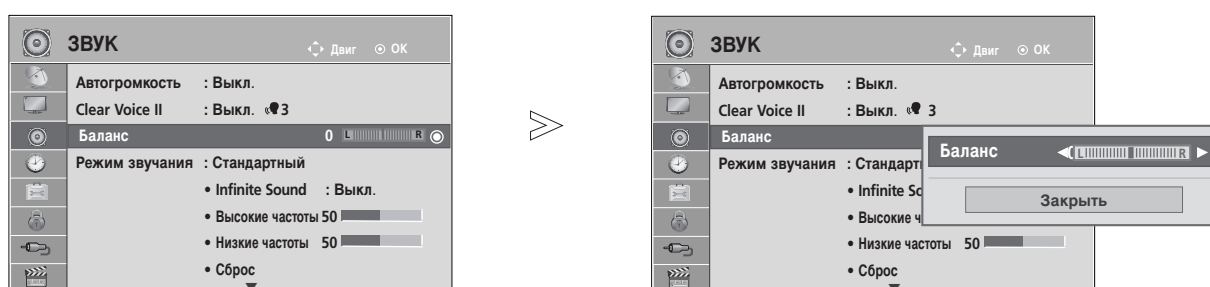 ЗВУК Двиг OK
Автогромкость : Выкл.
Clear Voice II : Выкл. 3
Баланс 0 L R
Режим звучания : Стандартный
• Infinite Sound : Выкл.
• Высокие частоты 50
• Низкие частоты 50
• Сброс
ЗВУК Двиг OK
Автогромкость : Выкл.
Clear Voice II : Выкл. 3
Баланс
Режим звучания : Стандарт
• Infinite So
• Высокие ч
• Низкие частоты 50
• Сброс
Баланс L R
Закрыть